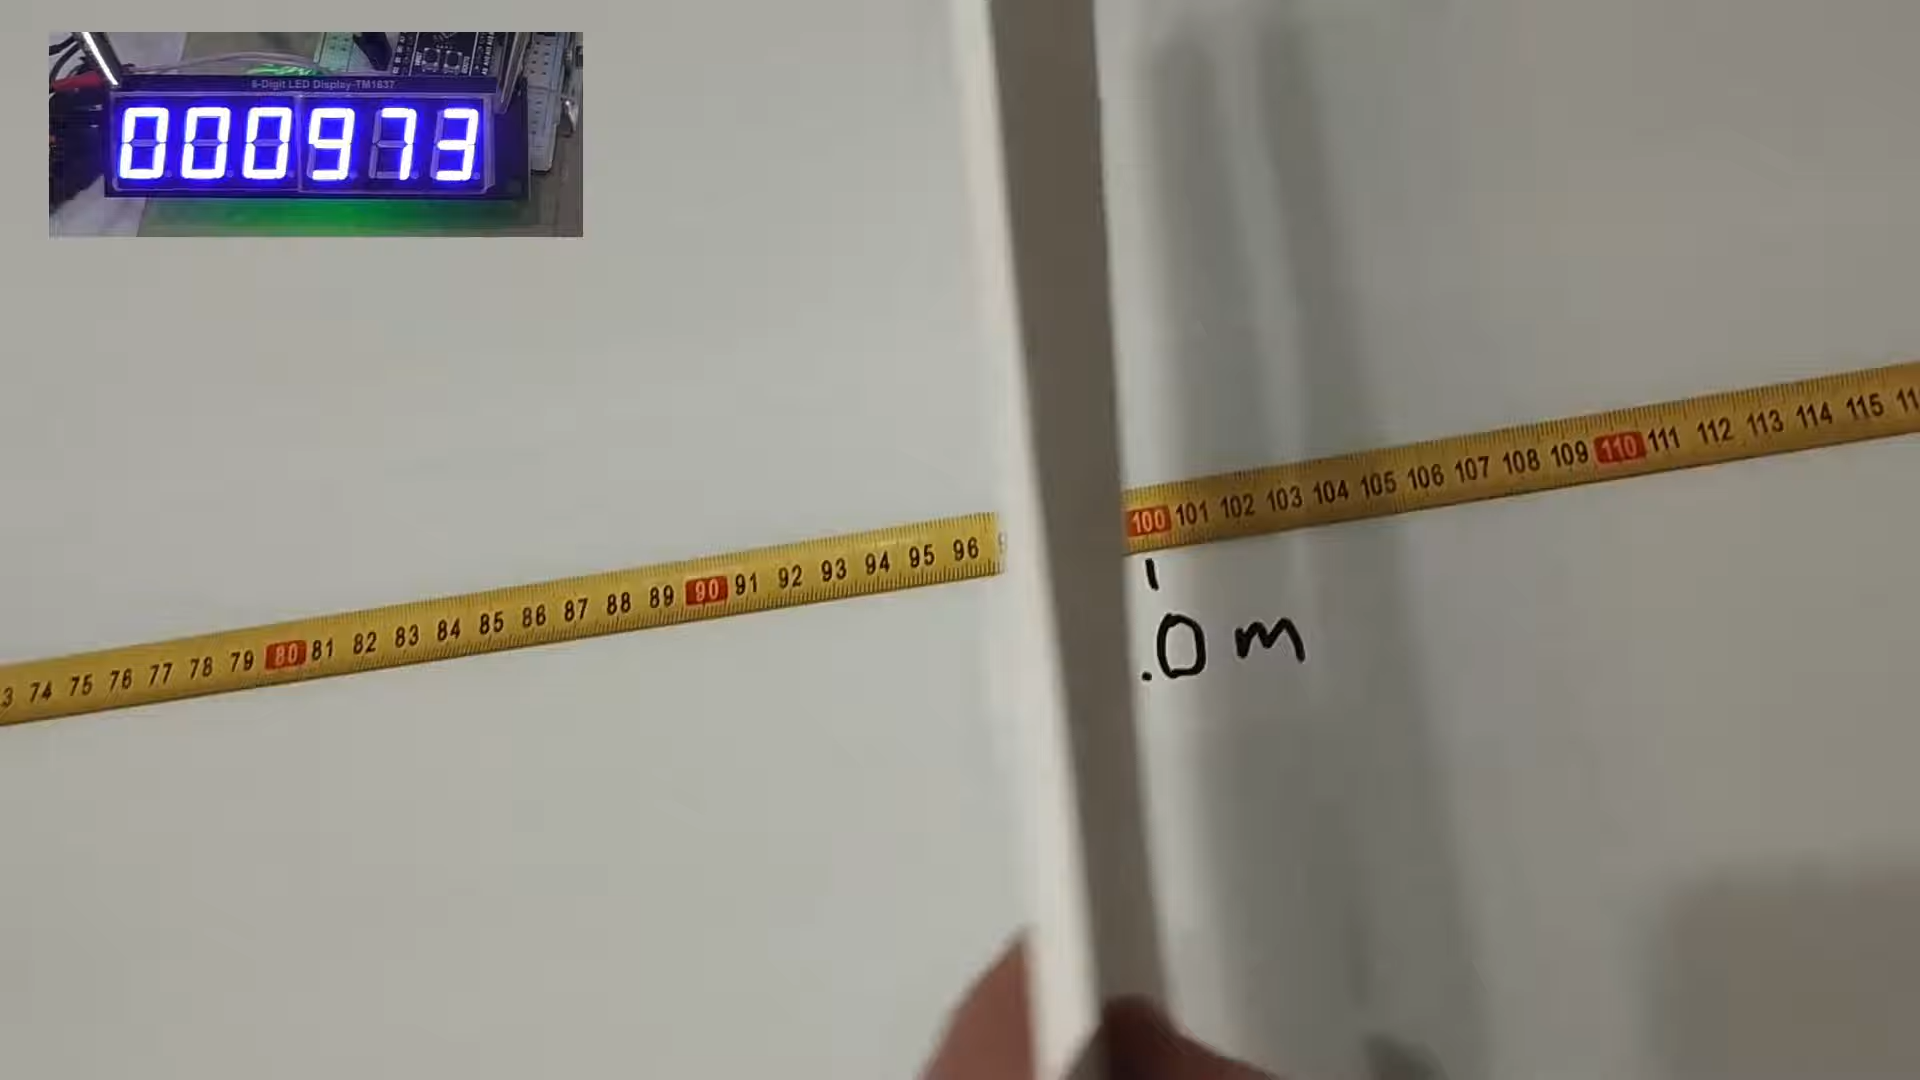 6-Digit LED Display-TM1637
000973
74 75 76 77 78 79 80 81 82 83 84 85 86 87 88 89 90 91 92 93 94 95 96
100 101 102 103 104 105 106 107 108 109 110 111 112 113 114 115
.0 m